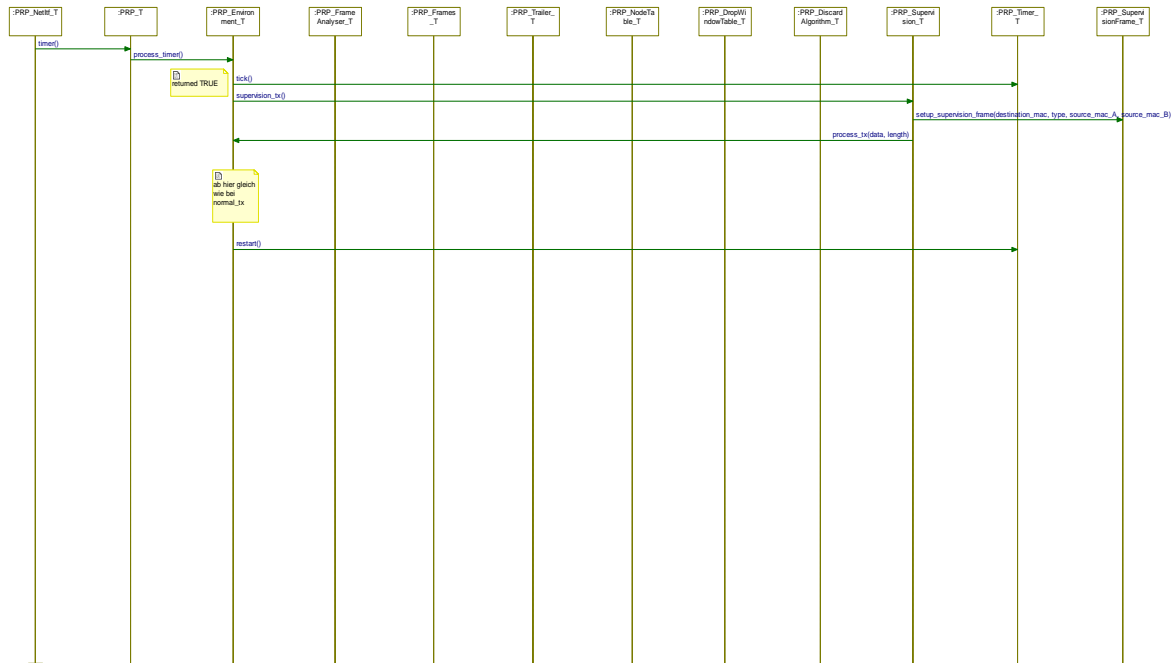 :PRP_NetItf_T
:PRP_T
:PRP_Environ
ment_T
:PRP_Frame
Analyser_T
:PRP_Frames
_T
:PRP_Trailer_
T
:PRP_NodeTa
ble_T
:PRP_DropWi
ndowTable_T
:PRP_Discard
Algorithm_T
:PRP_Supervi
sion_T
:PRP_Timer_
T
:PRP_Supervi
sionFrame_T
timer()
process_timer()
returned TRUE
tick()
supervision_tx()
setup_supervision_frame(destination_mac, type, source_mac_A, source_mac_B)
process_tx(data, length)
ab hier gleich
wie bei
normal_tx
restart()